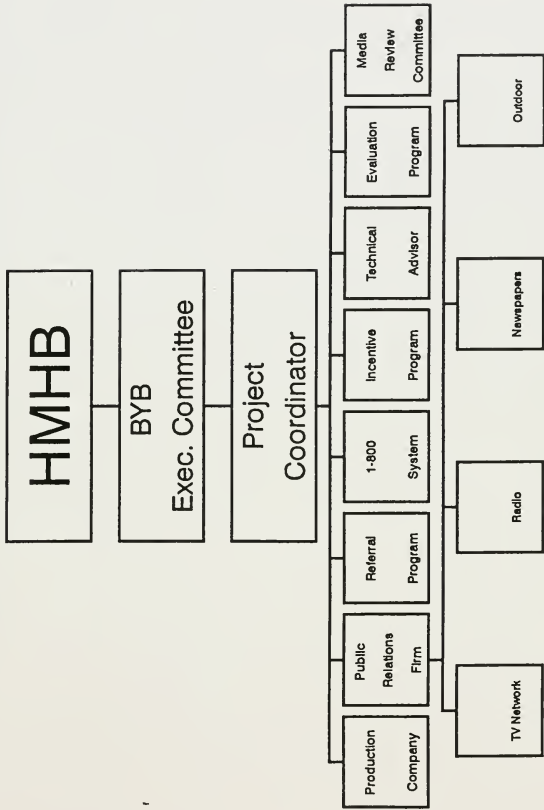 HMHB
BYB
Exec. Committee
Project
Coordinator
Production
Company
Public
Relations
Firm
Referral
Program
1-800
System
Incentive
Program
Technical
Advisor
Evaluation
Program
Media
Review
Committee
TV Network
Radio
Newspapers
Outdoor